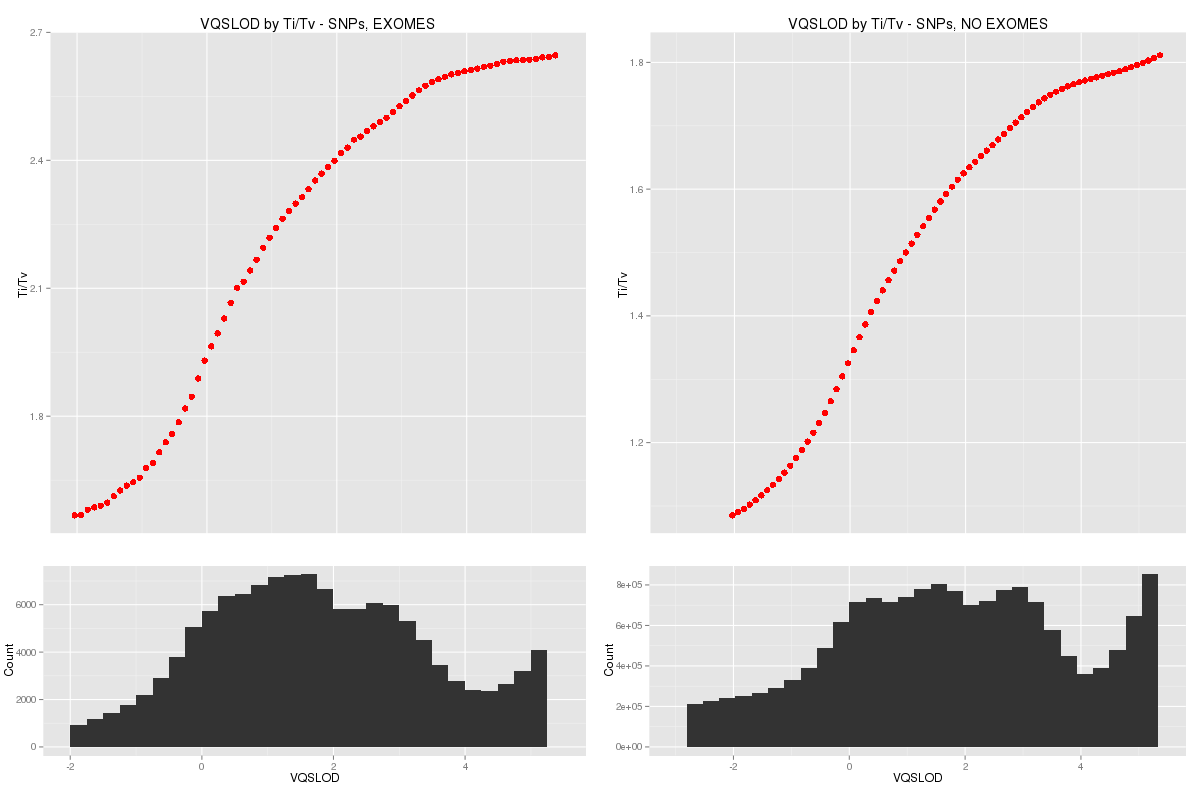 VQSLOD by Ti/Tv - SNPs, EXOMES
2.7
2.4
2.1
1.8
Ti/Tv
6000
4000
2000
0
Count
-2
0
2
4
VQSLOD
VQSLOD by Ti/Tv - SNPs, NO EXOMES
1.8
1.6
1.4
1.2
Ti/Tv
8e+05
6e+05
4e+05
2e+05
0e+00
Count
-2
0
2
4
VQSLOD